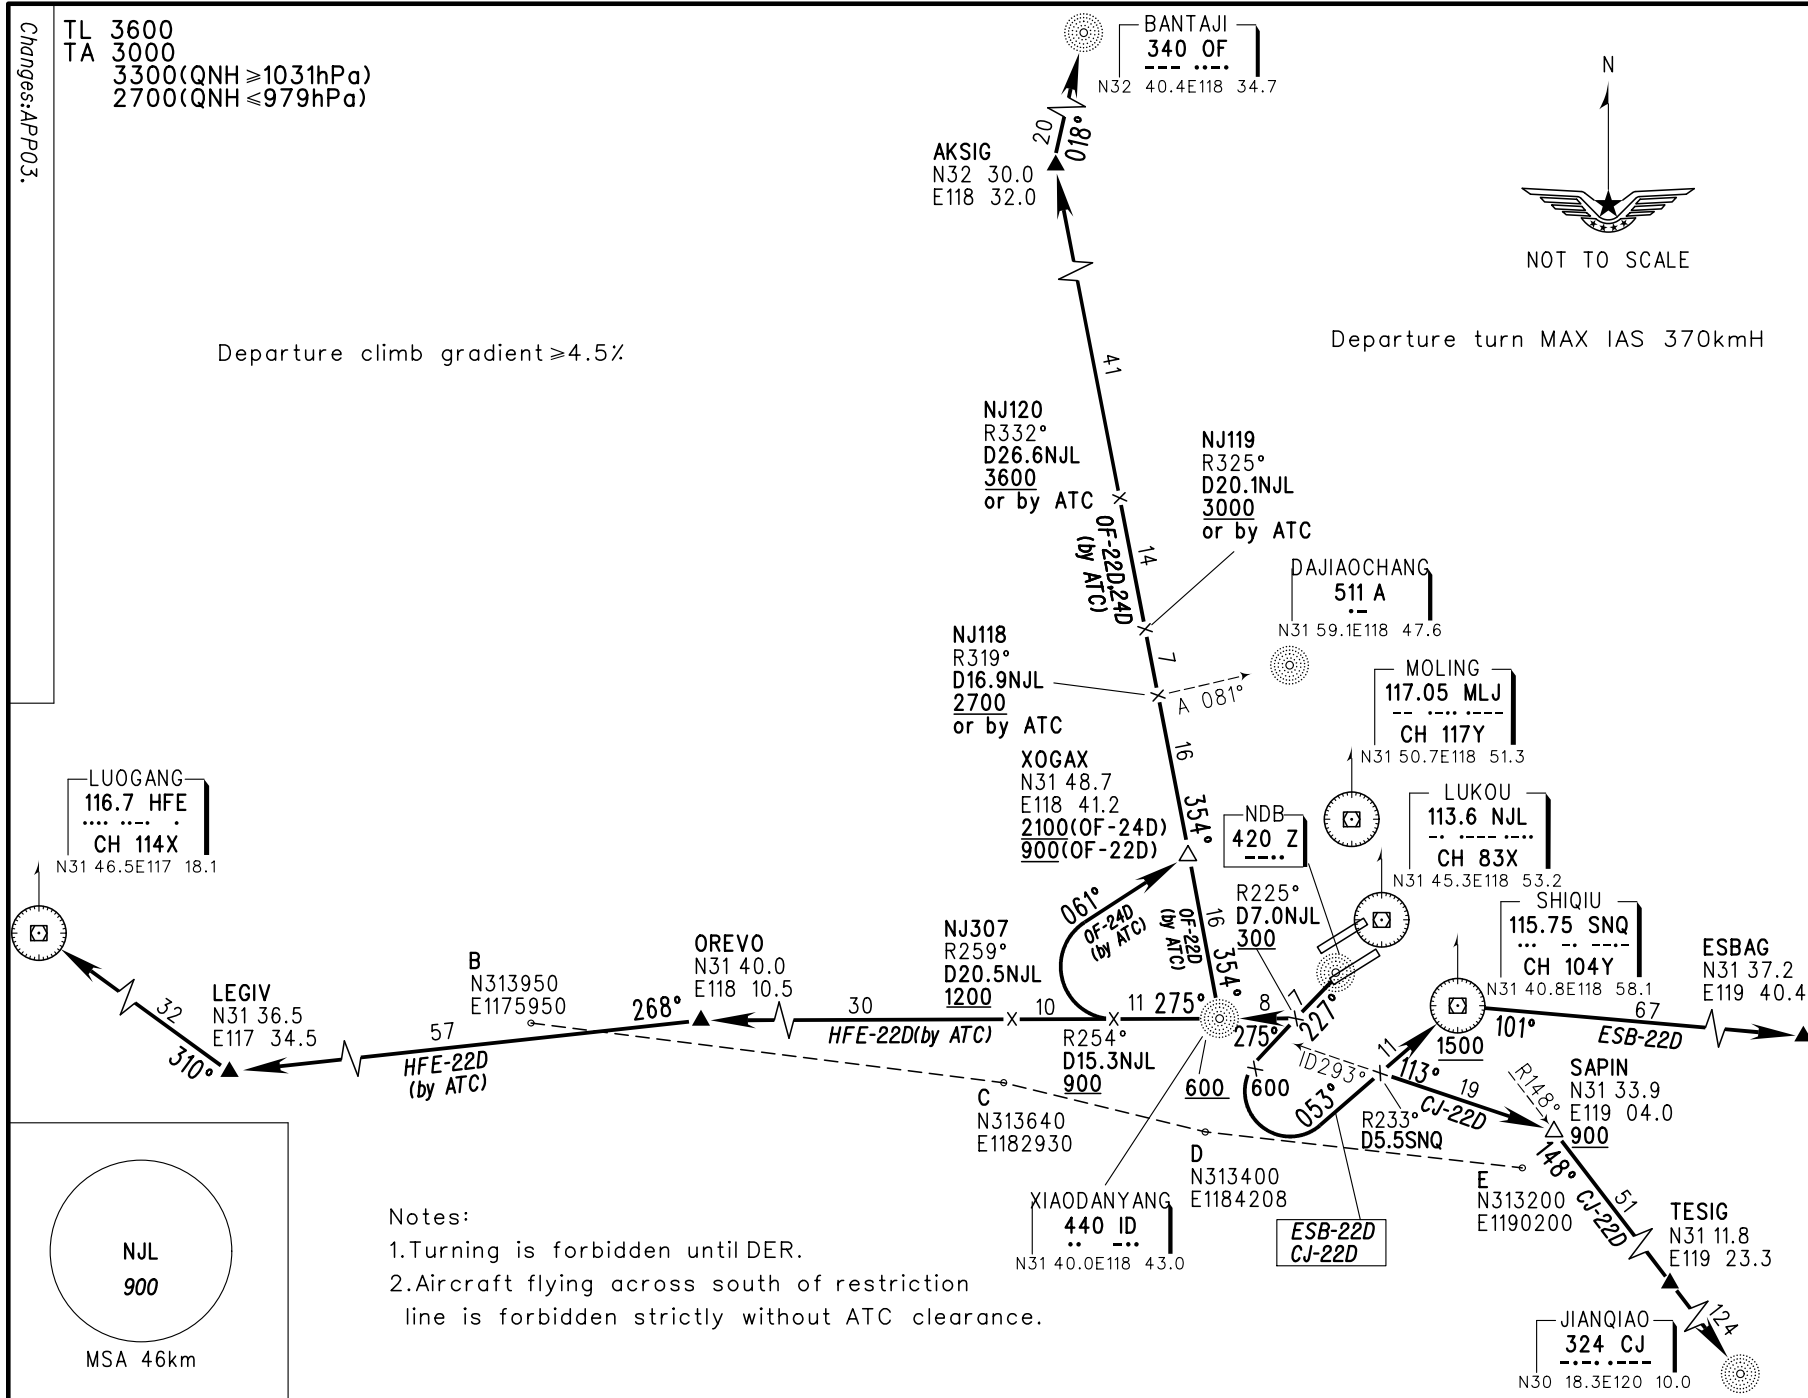 Changes:APP03.
TL 3600
TA 3000
3300(QNH≥1031hPa)
2700(QNH≤979hPa)
Departure climb gradient≥4.5%
BANTAJI
340 OF
N32 40.4E118 34.7
20
018°
AKSIG
N32 30.0
E118 32.0
N
NOT TO SCALE
Departure turn MAX IAS 370kmH
41
NJ120
R332°
D26.6NJL
3600
or by ATC
NJ119
R325°
D20.1NJL
3000
or by ATC
OF-22D,24D
(by ATC)
14
DAJIAOCHANG
511 A
N31 59.1E118 47.6
NJ118
R319°
D16.9NJL
2700
or by ATC
7
A 081°
16
MOLING
117.05 MLJ
CH 117Y
N31 50.7E118 51.3
XOGAX
N31 48.7
E118 41.2
2100(OF-24D)
900(OF-22D)
354°
NDB
420 Z
LUKOU
113.6 NJL
CH 83X
N31 45.3E118 53.2
LUOGANG
116.7 HFE
CH 114X
N31 46.5E117 18.1
061°
OF-24D
(by ATC)
16
OF-22D
(by ATC)
354°
R225°
D7.0NJL
300
SHIQIU
115.75 SNQ
CH 104Y
N31 40.8E118 58.1
ESBAG
N31 37.2
E119 40.4
NJ307
R259°
D20.5NJL
1200
OREVO
N31 40.0
E118 10.5
B
N313950
E1175950
LEGIV
N31 36.5
E117 34.5
32
310°
57
HFE-22D
(by ATC)
268°
30
HFE-22D(by ATC)
10
11
275°
R254°
D15.3NJL
900
8
275°
7
227°
600
600
ID293°
053°
11
1500
113°
19
CJ-22D
R233°
D5.5SNQ
101°
67
ESB-22D
R148°
SAPIN
N31 33.9
E119 04.0
900
C
N313640
E1182930
D
N313400
E1184208
E
N313200
E1190200
148°
CJ-22D
51
TESIG
N31 11.8
E119 23.3
124
JIANQIAO
324 CJ
N30 18.3E120 10.0
XIAODANYANG
440 ID
N31 40.0E118 43.0
ESB-22D
CJ-22D
NJL
900
MSA 46km
Notes:
1.Turning is forbidden until DER.
2.Aircraft flying across south of restriction
line is forbidden strictly without ATC clearance.